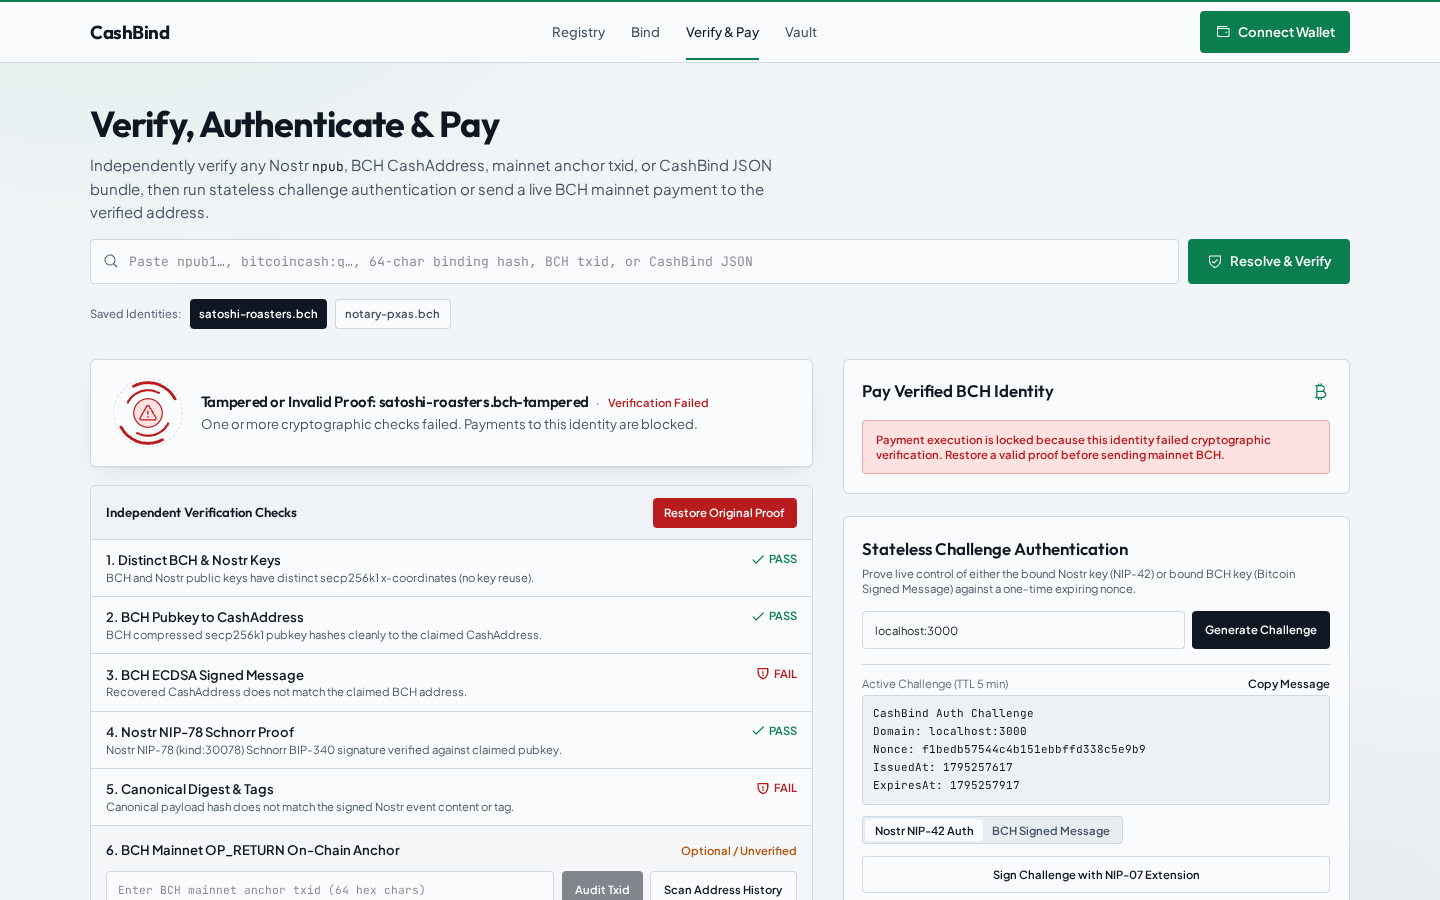 CashBind
Registry
Bind
Verify & Pay
Vault
Connect Wallet
Verify, Authenticate & Pay
Independently verify any Nostr npub, BCH CashAddress, mainnet anchor txid, or CashBind JSON
bundle, then run stateless challenge authentication or send a live BCH mainnet payment to the
verified address.
Paste npub1…, bitcoincash:q…, 64-char binding hash, BCH txid, or CashBind JSON
Resolve & Verify
Saved Identities:
satoshi-roasters.bch
notary-pxas.bch
Tampered or Invalid Proof: satoshi-roasters.bch-tampered · Verification Failed
One or more cryptographic checks failed. Payments to this identity are blocked.
Independent Verification Checks
Restore Original Proof
1. Distinct BCH & Nostr Keys
PASS
BCH and Nostr public keys have distinct secp256k1 x-coordinates (no key reuse).
2. BCH Pubkey to CashAddress
PASS
BCH compressed secp256k1 pubkey hashes cleanly to the claimed CashAddress.
3. BCH ECDSA Signed Message
FAIL
Recovered CashAddress does not match the claimed BCH address.
4. Nostr NIP-78 Schnorr Proof
PASS
Nostr NIP-78 (kind:30078) Schnorr BIP-340 signature verified against claimed pubkey.
5. Canonical Digest & Tags
FAIL
Canonical payload hash does not match the signed Nostr event content or tag.
6. BCH Mainnet OP_RETURN On-Chain Anchor
Optional / Unverified
Enter BCH mainnet anchor txid (64 hex chars)
Audit Txid
Scan Address History
Pay Verified BCH Identity
Payment execution is locked because this identity failed cryptographic
verification. Restore a valid proof before sending mainnet BCH.
Stateless Challenge Authentication
Prove live control of either the bound Nostr key (NIP-42) or bound BCH key (Bitcoin
Signed Message) against a one-time expiring nonce.
localhost:3000
Generate Challenge
Active Challenge (TTL 5 min)
Copy Message
CashBind Auth Challenge
Domain: localhost:3000
Nonce: f1bedb57544c4b151ebbffd338c5e9b9
IssuedAt: 1795257617
ExpiresAt: 1795257917
Nostr NIP-42 Auth
BCH Signed Message
Sign Challenge with NIP-07 Extension